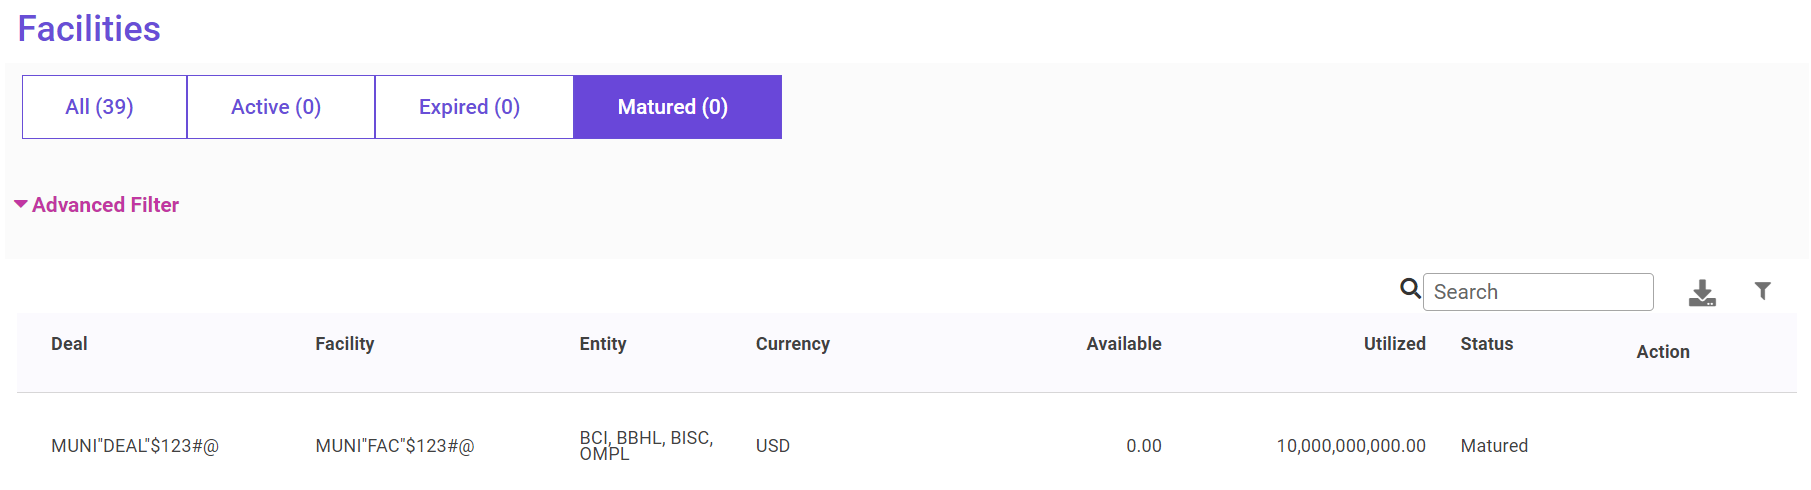 Facilities
All (39) Active (0) Expired (0) Matured (0)
Advanced Filter
Search
Deal Facility Entity Currency Available Utilized Status Action
MUNI"DEAL"$123#@ MUNI"FAC"$123#@ BCI, BBHL, BISC, USD 0.00 10,000,000,000.00 Matured
OMPL